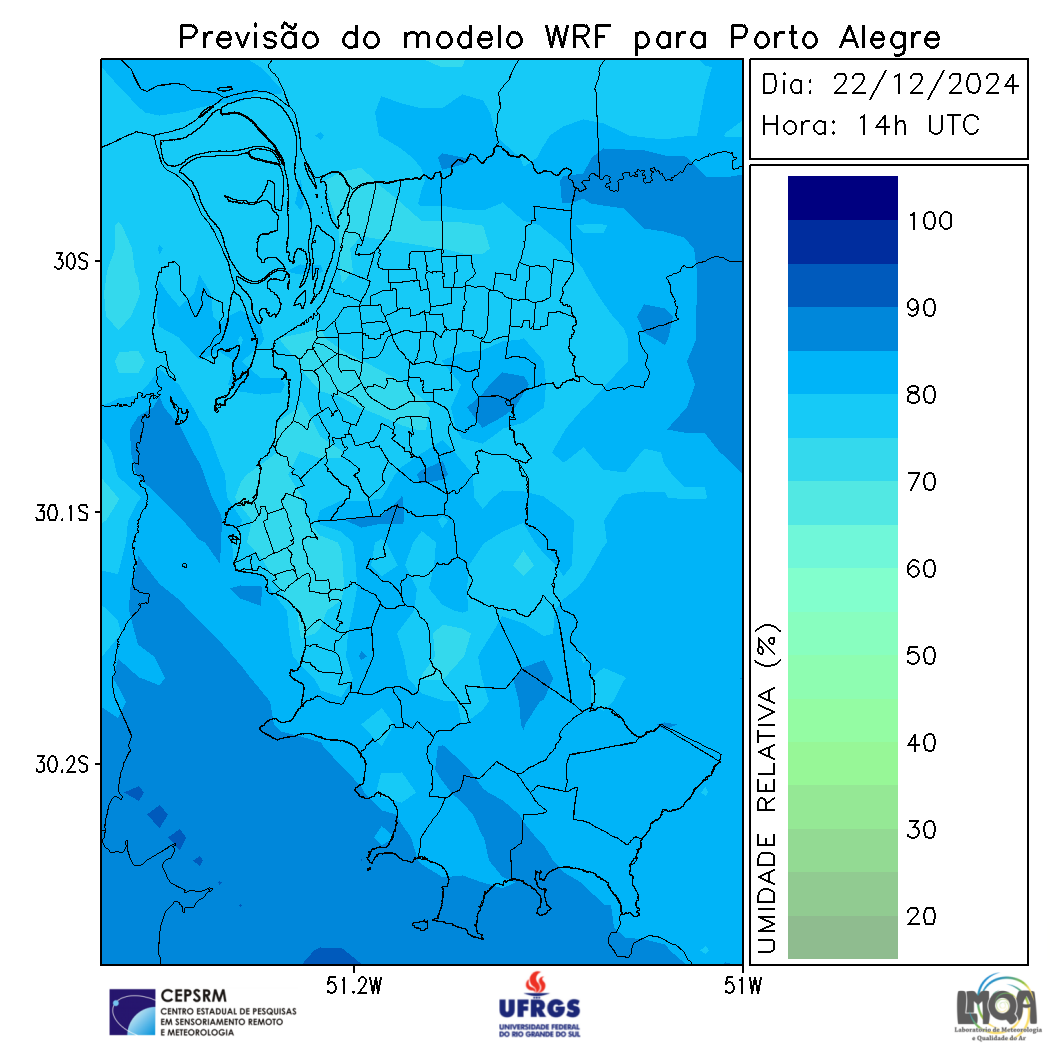 Previsão do modelo WRF para Porto Alegre
Dia: 22/12/2024
Hora: 14h UTC
100
90
80
70
60
50
40
30
20
UMIDADE RELATIVA (%)
30S
30.1S
30.2S
51.2W
51W
CEPSRM
CENTRO ESTADUAL DE PESQUISAS
EM SENSORIAMENTO REMOTO
E METEOROLOGIA
UFRGS
UNIVERSIDADE FEDERAL
DO RIO GRANDE DO SUL
LMQA
Laboratório de Meteorologia
e Qualidade do Ar